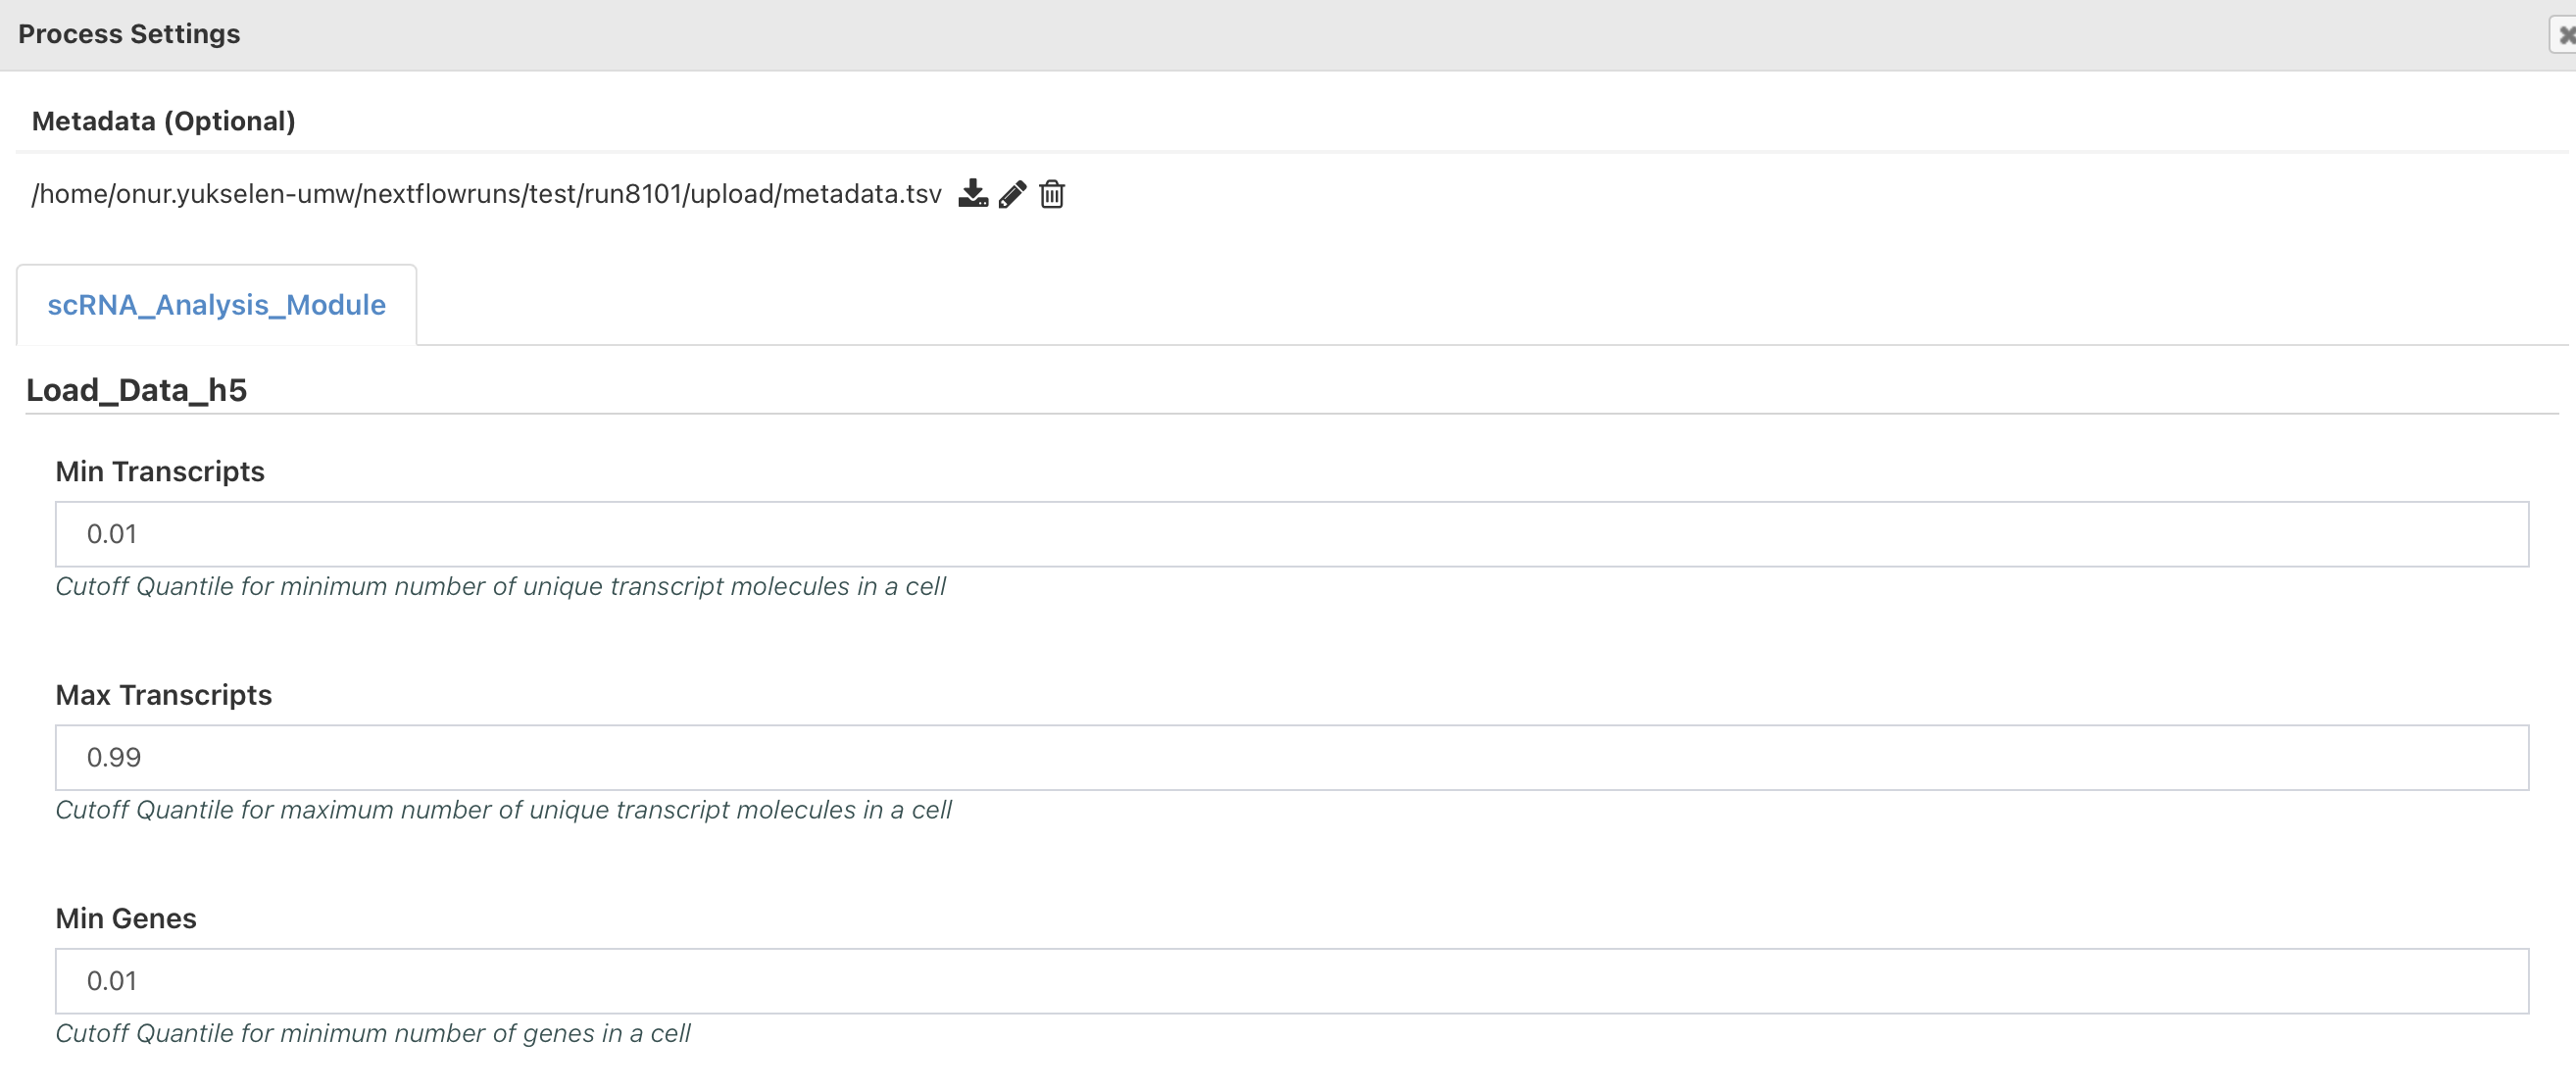 Process Settings
Metadata (Optional)
/home/onur.yukselen-umw/nextflowruns/test/run8101/upload/metadata.tsv
scRNA_Analysis_Module
Load_Data_h5
Min Transcripts
0.01
Cutoff Quantile for minimum number of unique transcript molecules in a cell
Max Transcripts
0.99
Cutoff Quantile for maximum number of unique transcript molecules in a cell
Min Genes
0.01
Cutoff Quantile for minimum number of genes in a cell